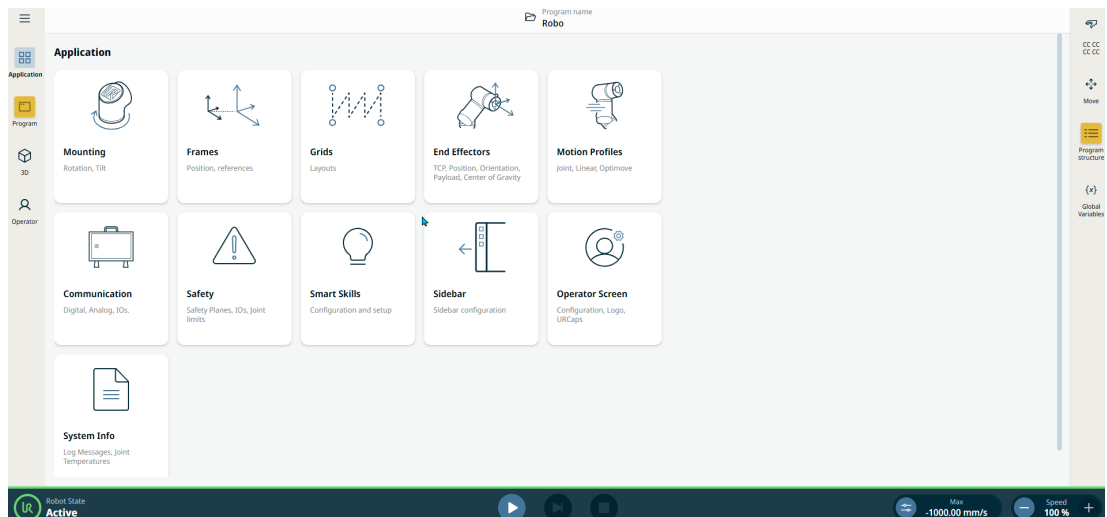 Program name
Robo
Application
Application
Program
3D
Operator
Mounting
Rotation, Tilt
Frames
Position, references
Grids
Layouts
End Effectors
TCP, Position, Orientation,
Payload, Center of Gravity
Motion Profiles
Joint, Linear, Optimove
Communication
Digital, Analog, IOs.
Safety
Safety Planes, IOs, Joint
limits
Smart Skills
Configuration and setup
Sidebar
Sidebar configuration
Operator Screen
Configuration, Logo,
URCaps
System Info
Log Messages, Joint
Temperatures
CC CC
CC CC
Move
Program
structure
{x}
Global
Variables
UR
Robot State
Active
Max
-1000.00 mm/s
Speed
100 %